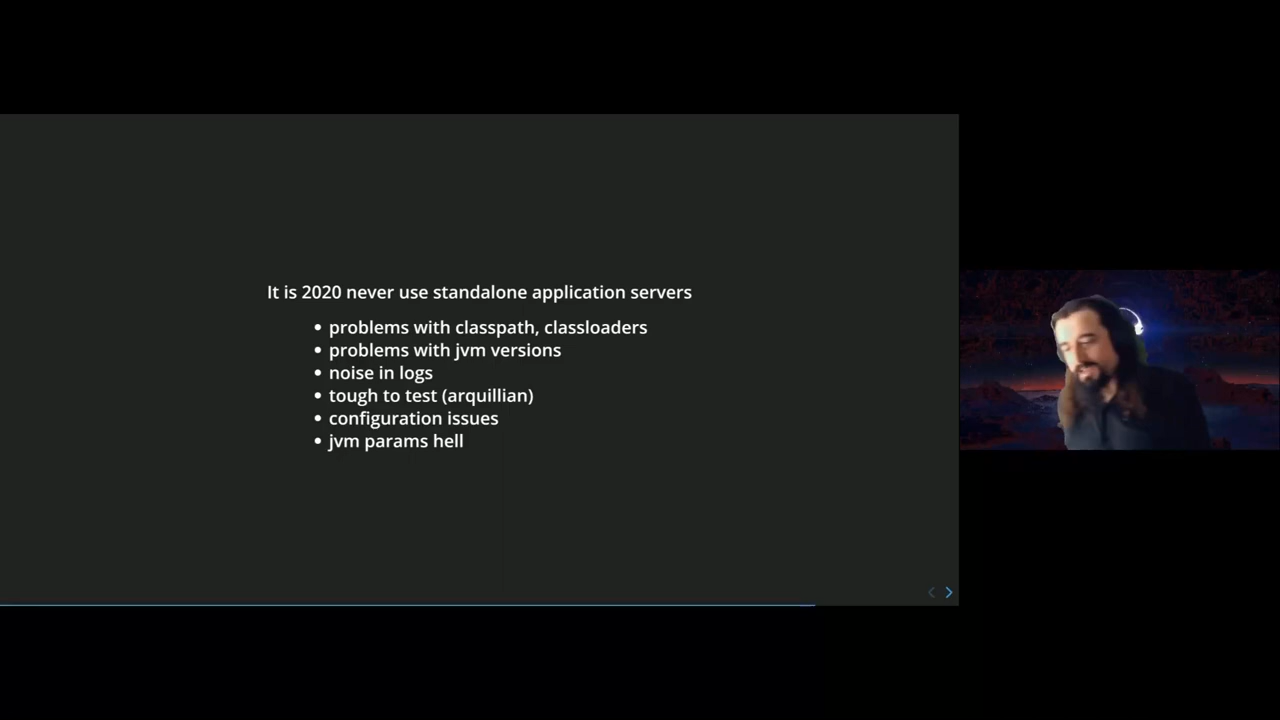 It is 2020 never use standalone application servers
problems with classpath, classloaders
problems with jvm versions
noise in logs
tough to test (arquillian)
configuration issues
jvm params hell